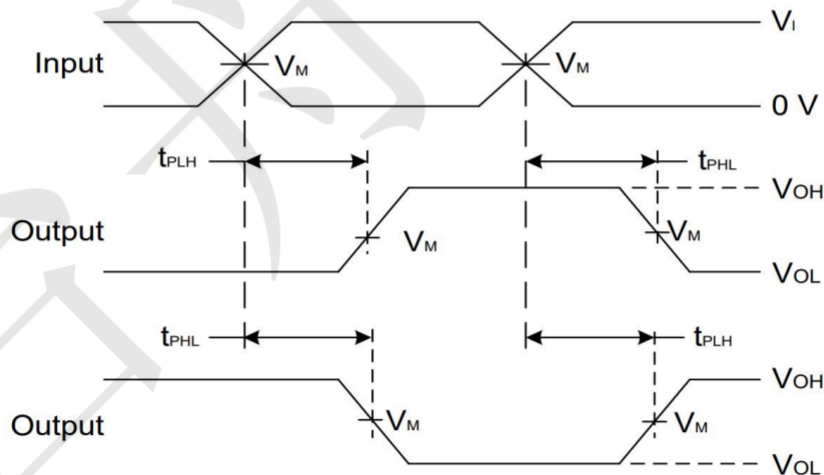 VI
Input VM VM
0 V
tPLH tPHL
VOH
Output VM VM
VOL
tPHL tPLH
VOH
VM VM
Output
VOL